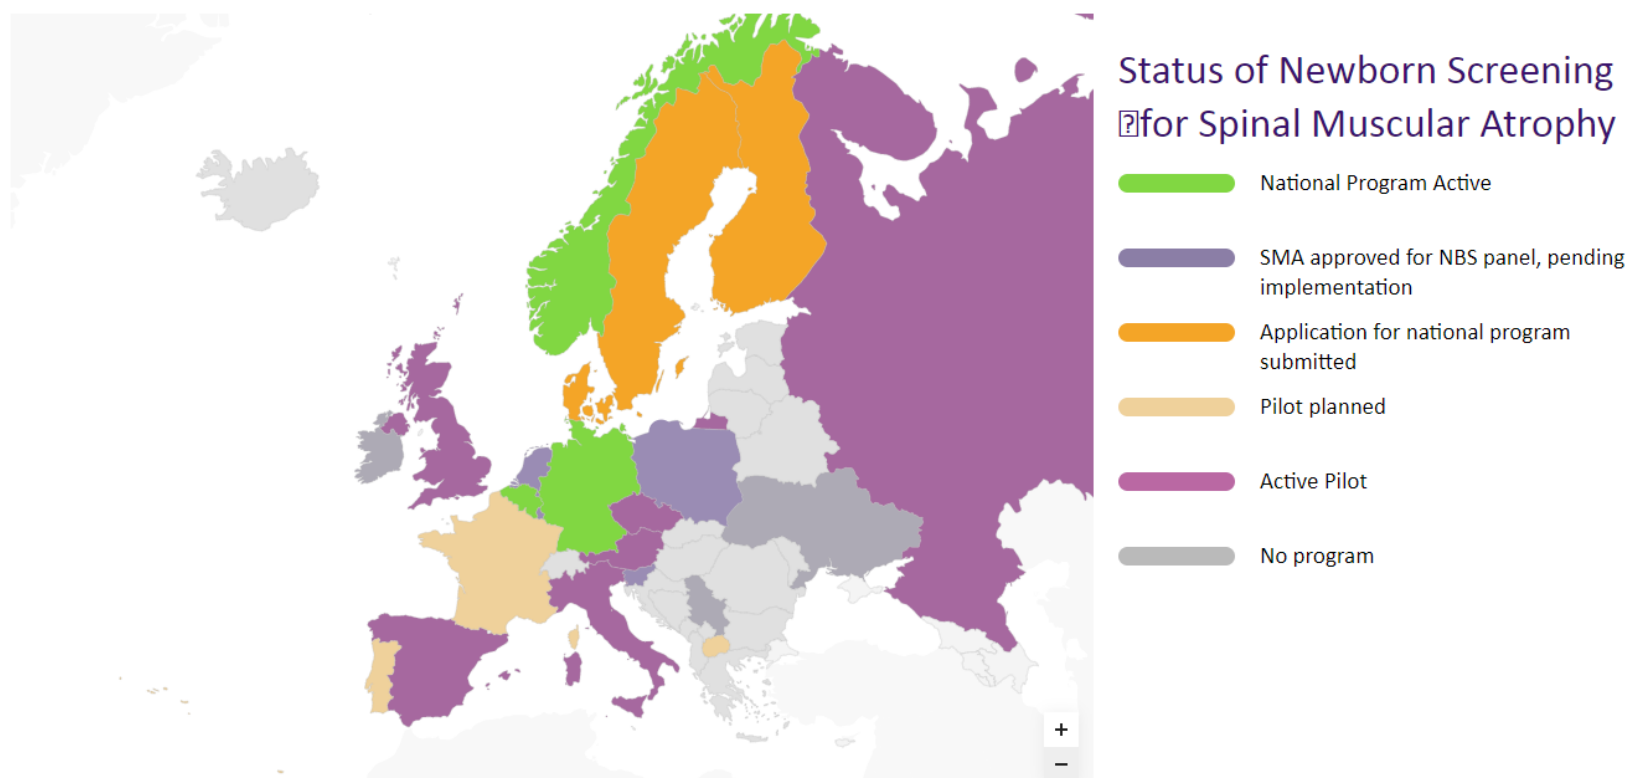 Status of Newborn Screening
for Spinal Muscular Atrophy
National Program Active
SMA approved for NBS panel, pending
implementation
Application for national program
submitted
Pilot planned
Active Pilot
No program
+
−